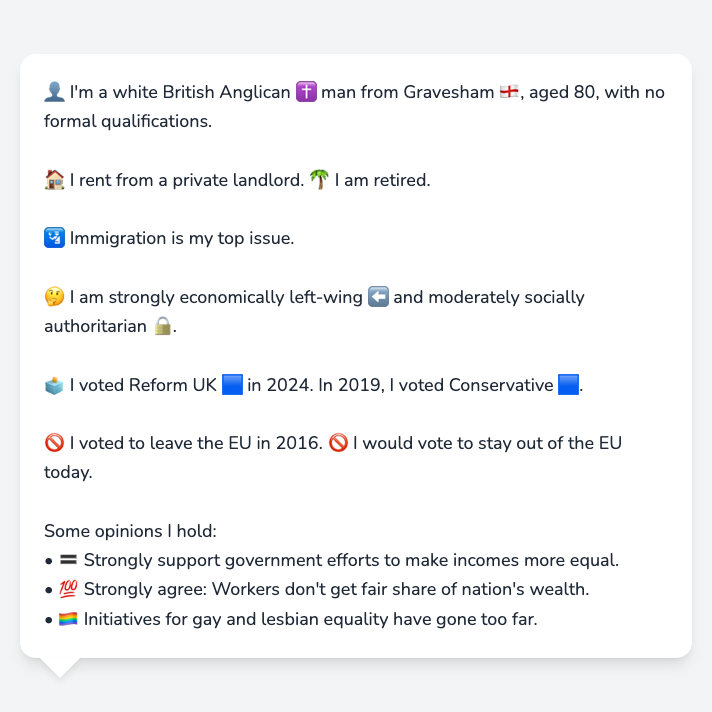 👤 I'm a white British Anglican ✝️ man from Gravesham 🏴󠁧󠁢󠁥󠁮󠁧󠁿, aged 80, with no
formal qualifications.
🏠 I rent from a private landlord. 🌴 I am retired.
🛂 Immigration is my top issue.
🤔 I am strongly economically left-wing ⬅️ and moderately socially
authoritarian 🔒.
🗳️ I voted Reform UK 🟦 in 2024. In 2019, I voted Conservative 🟦.
🚫 I voted to leave the EU in 2016. 🚫 I would vote to stay out of the EU
today.
Some opinions I hold:
• 🟰 Strongly support government efforts to make incomes more equal.
• 💯 Strongly agree: Workers don't get fair share of nation's wealth.
• 🏳️‍🌈 Initiatives for gay and lesbian equality have gone too far.